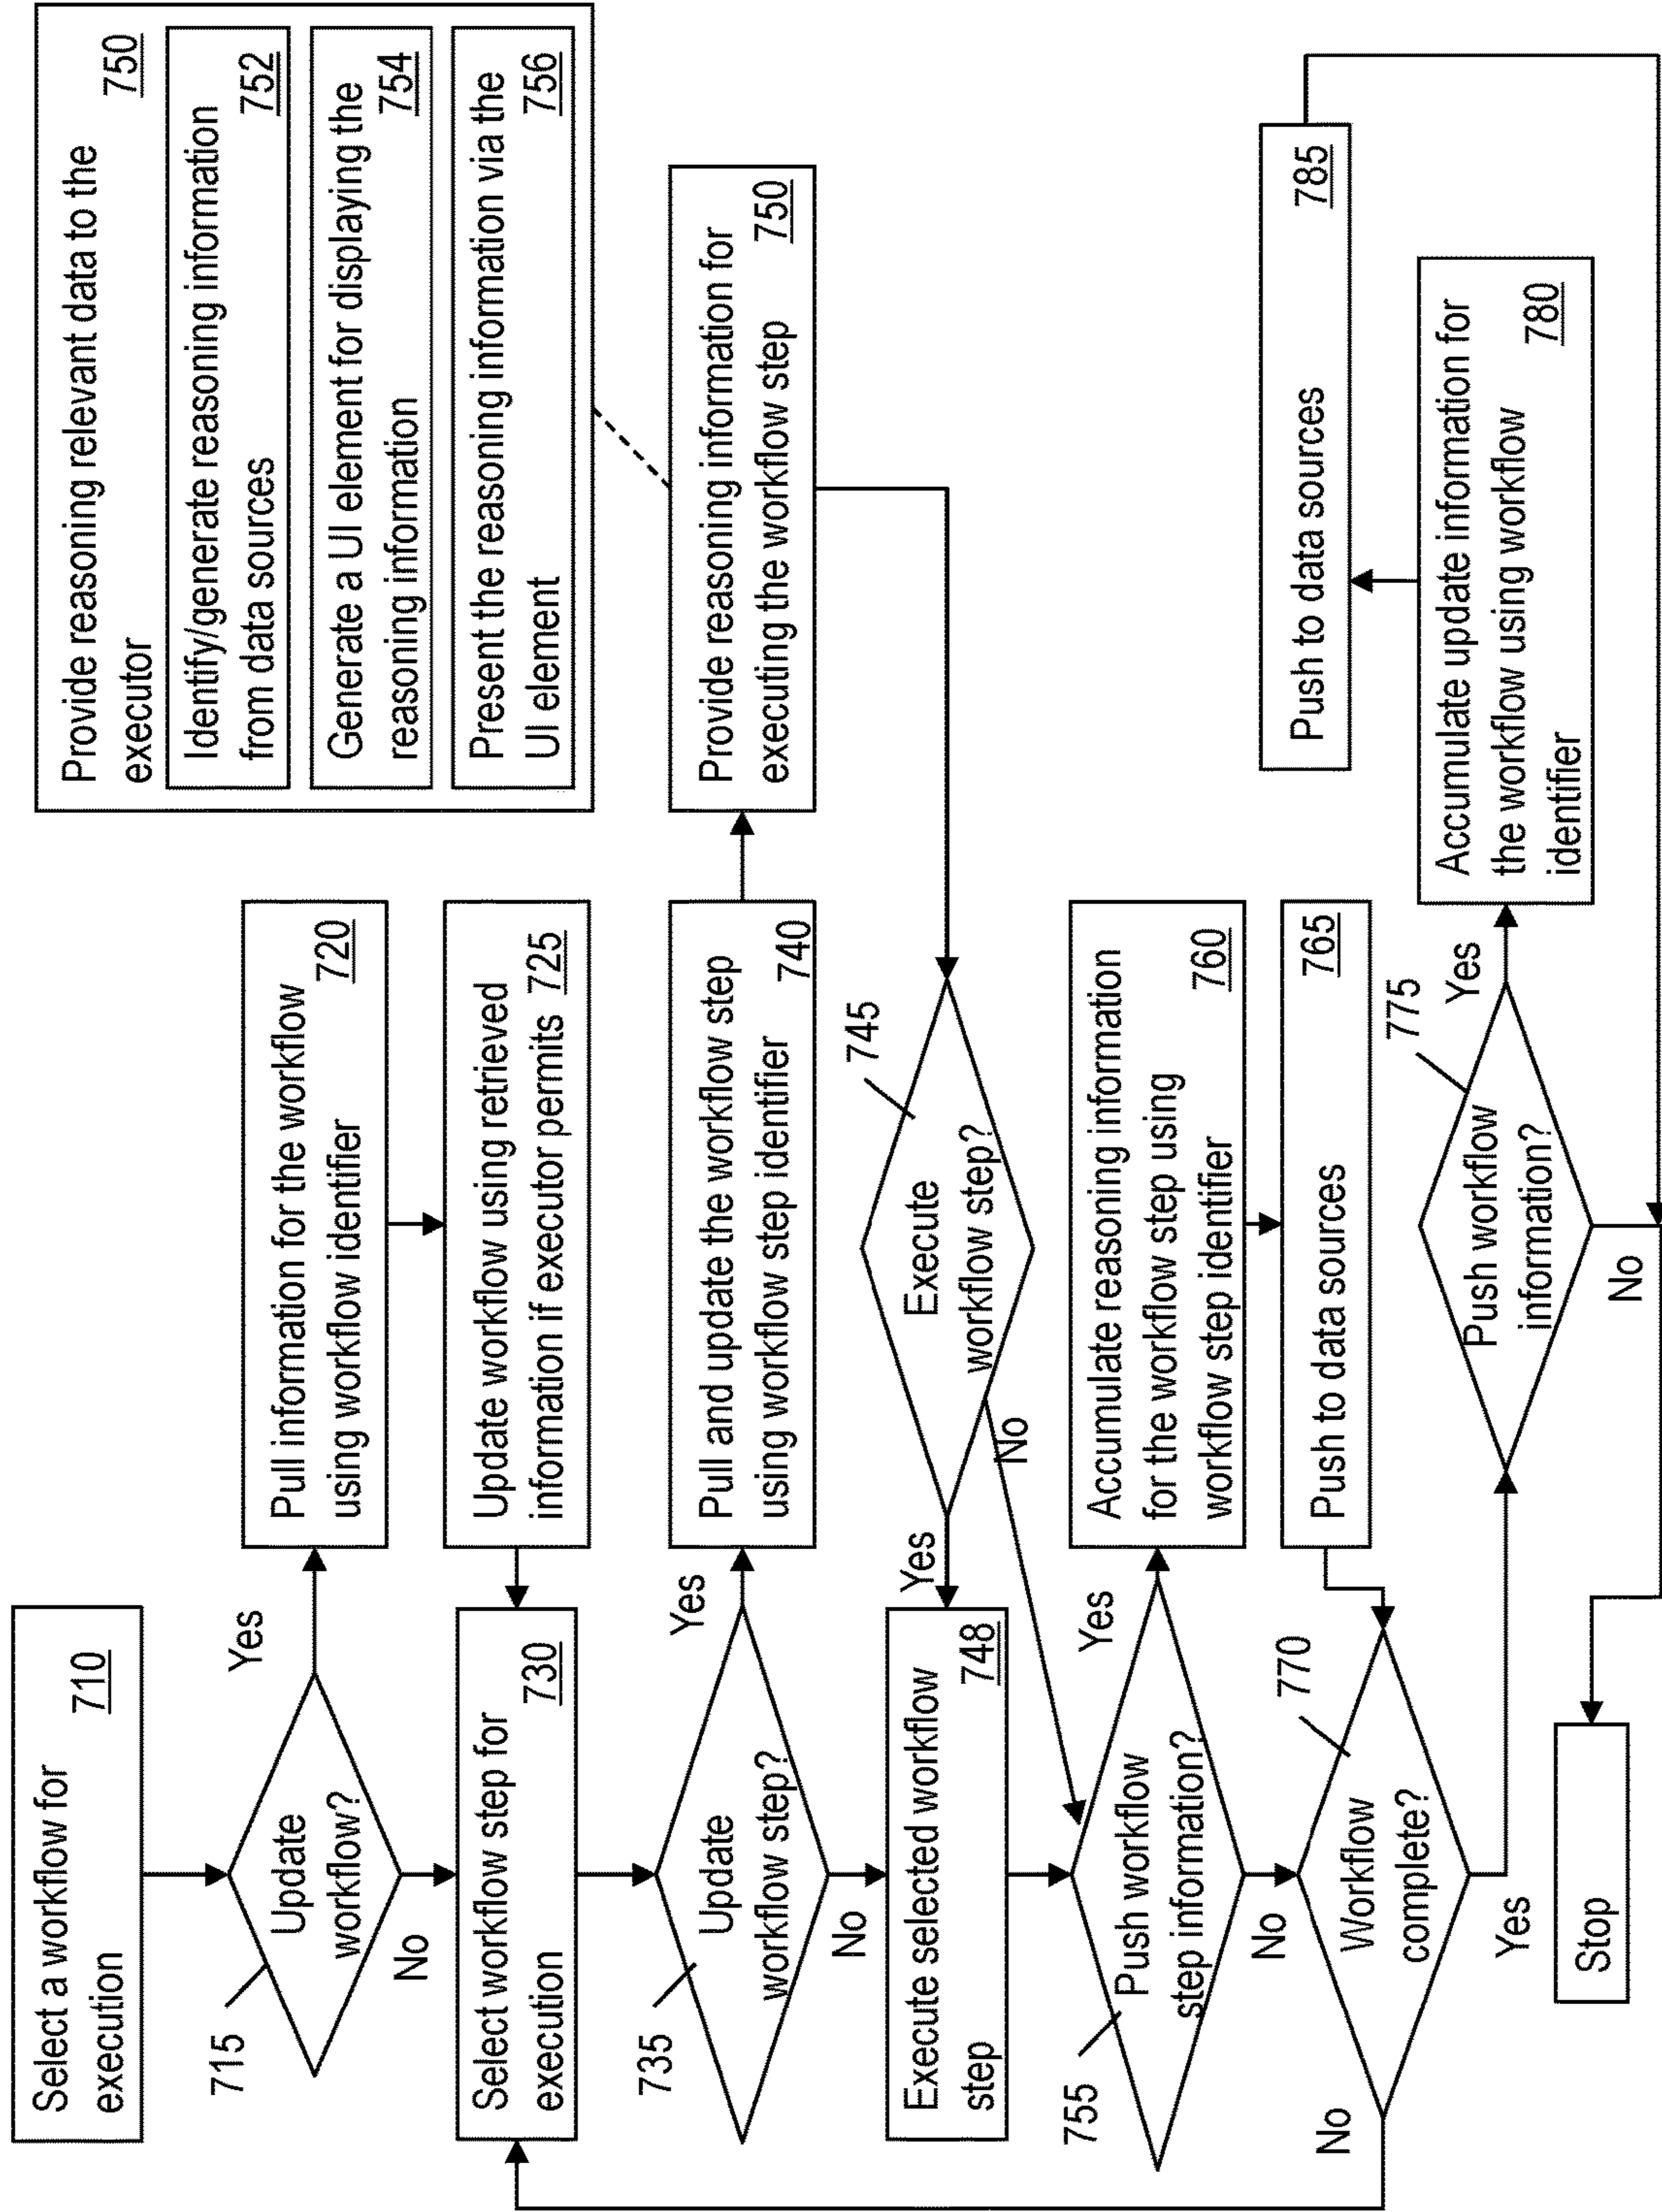 Select a workflow for
execution
710
715
Update
workflow?
Yes
No
Pull information for the workflow
using workflow identifier
720
Update workflow using retrieved
information if executor permits 725
Select workflow step for
execution
730
735
Update
workflow step?
Yes
No
Pull and update the workflow step
using workflow step identifier 740
Provide reasoning relevant data to the
executor
750
Identify/generate reasoning information
from data sources
752
Generate a UI element for displaying the
reasoning information
754
Present the reasoning information via the
UI element
756
Provide reasoning information for
executing the workflow step
750
745
Execute
workflow step?
Yes
No
Execute selected workflow
step
748
755
Push workflow
step information?
Yes
No
Accumulate reasoning information
for the workflow step using
workflow step identifier
760
Push to data sources
765
770
Workflow
complete?
No
Yes
775
Push workflow
information?
Yes
No
Accumulate update information for
the workflow using workflow
identifier
780
Push to data sources
785
Stop